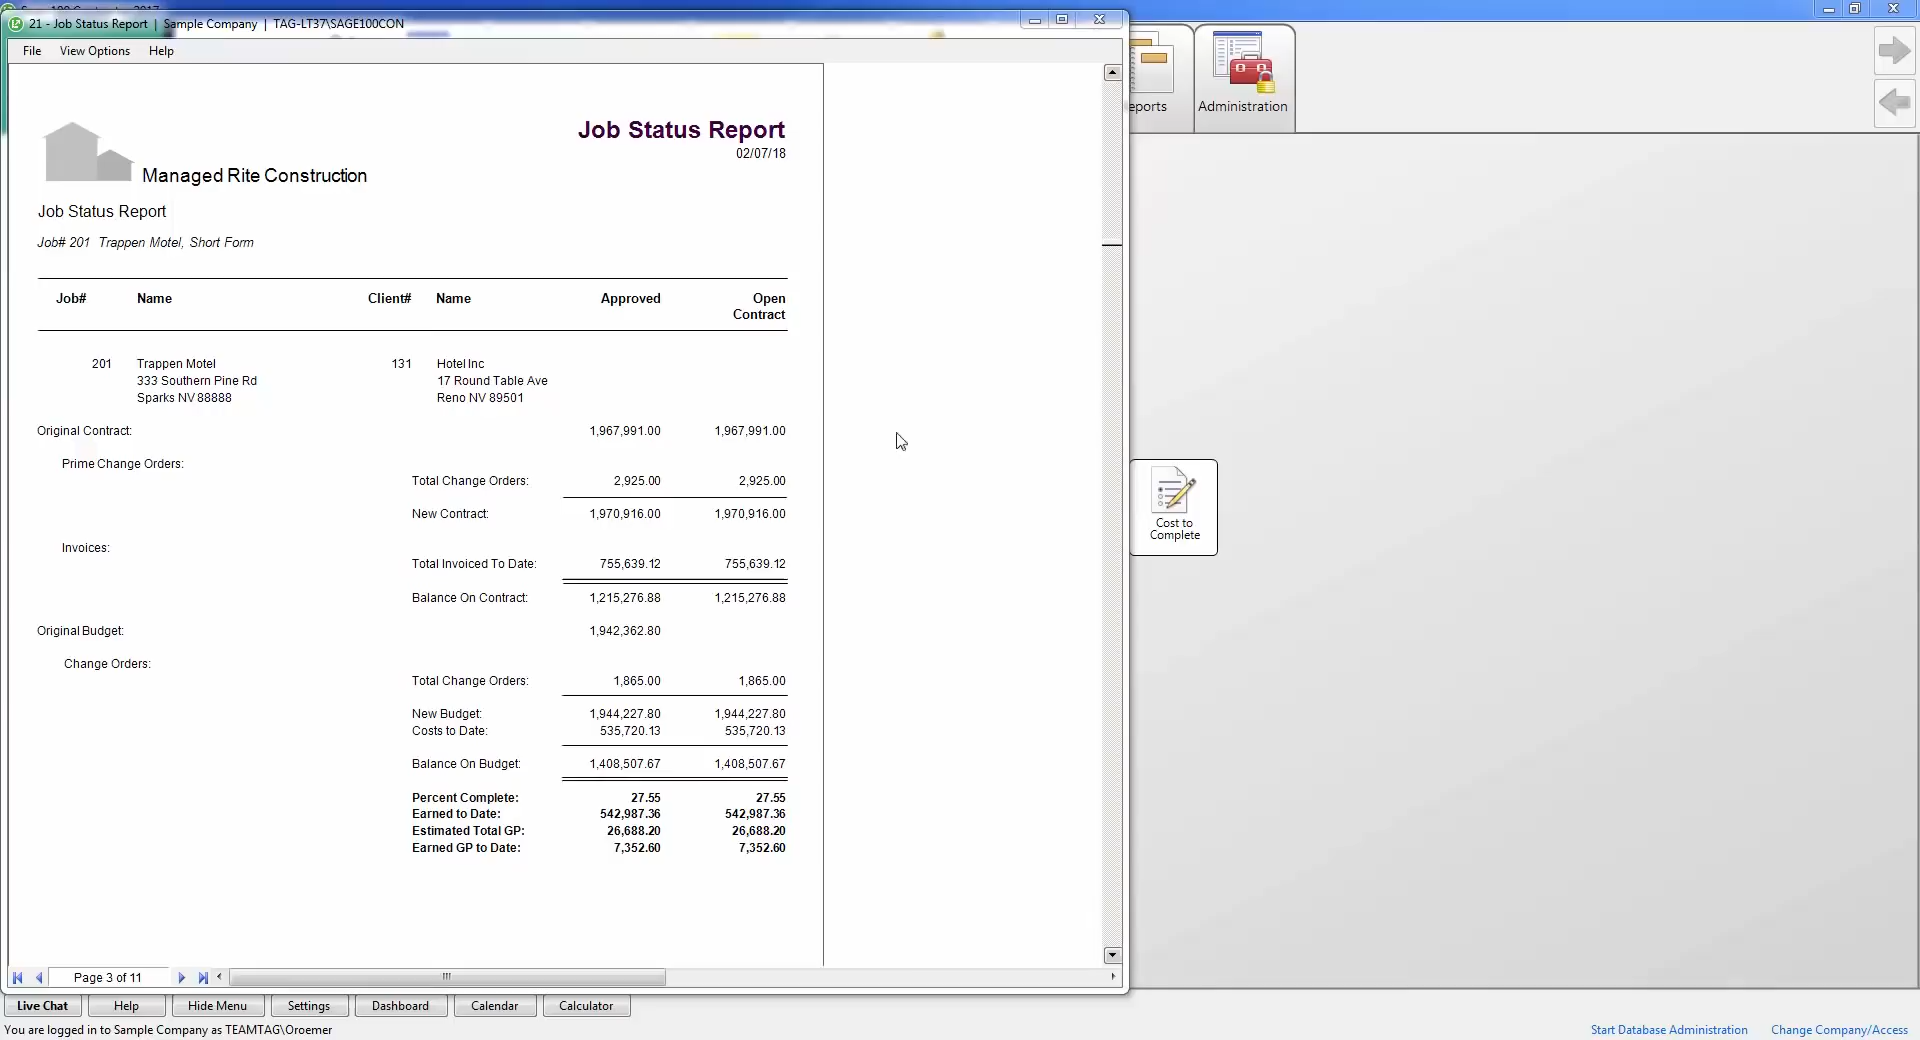 21 - Job Status Report | Sample Company | TAG-LT37\SAGE100CON
File View Options Help
eports
Administration
Job Status Report
02/07/18
Managed Rite Construction
Job Status Report
Job# 201 Trappen Motel, Short Form
Job# Name Client# Name Approved Open
Contract
201 Trappen Motel 131 Hotel Inc
333 Southern Pine Rd 17 Round Table Ave
Sparks NV 88888 Reno NV 89501
Original Contract: 1,967,991.00 1,967,991.00
Prime Change Orders:
Total Change Orders: 2,925.00 2,925.00
New Contract: 1,970,916.00 1,970,916.00
Invoices:
Total Invoiced To Date: 755,639.12 755,639.12
Balance On Contract: 1,215,276.88 1,215,276.88
Original Budget: 1,942,362.80
Change Orders:
Total Change Orders: 1,865.00 1,865.00
New Budget: 1,944,227.80 1,944,227.80
Costs to Date: 535,720.13 535,720.13
Balance On Budget: 1,408,507.67 1,408,507.67
Percent Complete: 27.55 27.55
Earned to Date: 542,987.36 542,987.36
Estimated Total GP: 26,688.20 26,688.20
Earned GP to Date: 7,352.60 7,352.60
Cost to
Complete
Page 3 of 11
Live Chat Help Hide Menu Settings Dashboard Calendar Calculator
You are logged in to Sample Company as TEAMTAG\Oroemer Start Database Administration Change Company/Access